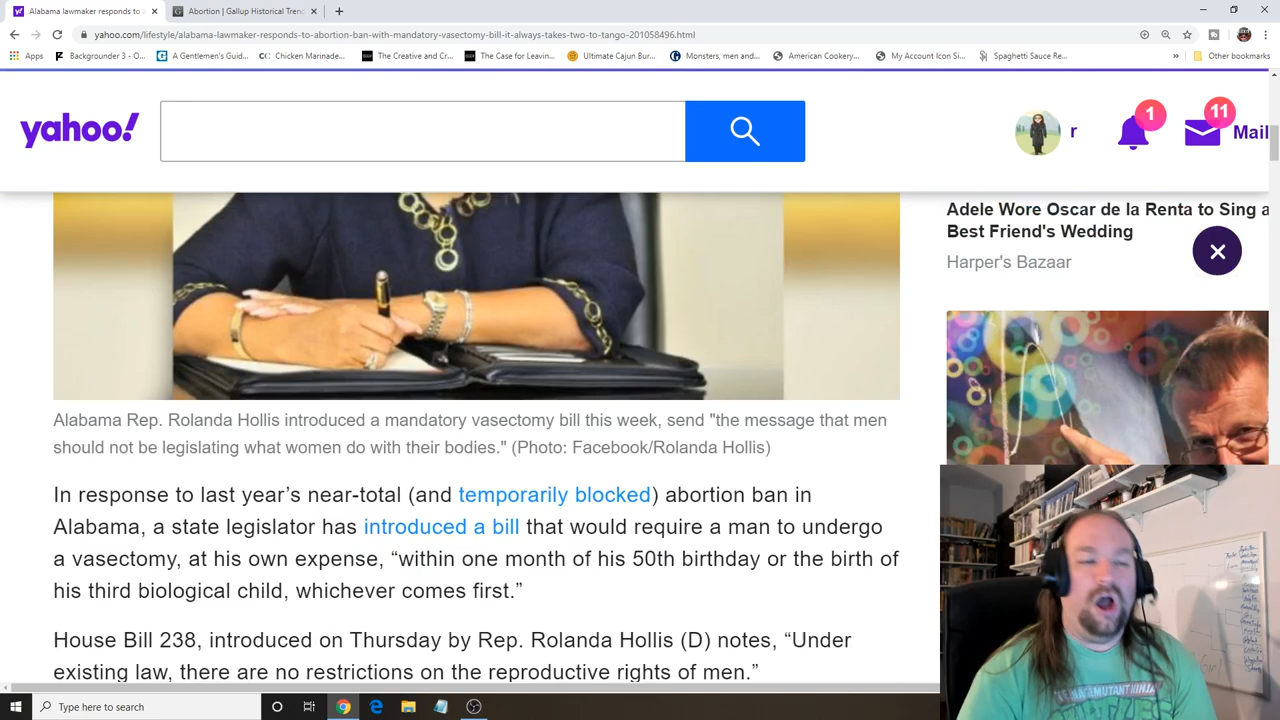 Alabama lawmaker responds to
Abortion | Gallup Historical Tren
yahoo.com/lifestyle/alabama-lawmaker-responds-to-abortion-ban-with-mandatory-vasectomy-bill-it-always-takes-two-to-tango-201058496.html
Apps
Backgrounder 3 - O...
A Gentlemen's Guid...
Chicken Marinade...
The Creative and Cr...
The Case for Leavin...
Ultimate Cajun Bur...
Monsters, men and...
American Cookery...
My Account Icon Si...
Spaghetti Sauce Re...
»
Other bookmarks
yahoo!
r
1
11
Mail
Adele Wore Oscar de la Renta to Sing a
Best Friend's Wedding
Harper's Bazaar
Alabama Rep. Rolanda Hollis introduced a mandatory vasectomy bill this week, send "the message that men
should not be legislating what women do with their bodies." (Photo: Facebook/Rolanda Hollis)
In response to last year’s near-total (and temporarily blocked) abortion ban in
Alabama, a state legislator has introduced a bill that would require a man to undergo
a vasectomy, at his own expense, “within one month of his 50th birthday or the birth of
his third biological child, whichever comes first.”
House Bill 238, introduced on Thursday by Rep. Rolanda Hollis (D) notes, “Under
existing law, there are no restrictions on the reproductive rights of men.”
Type here to search